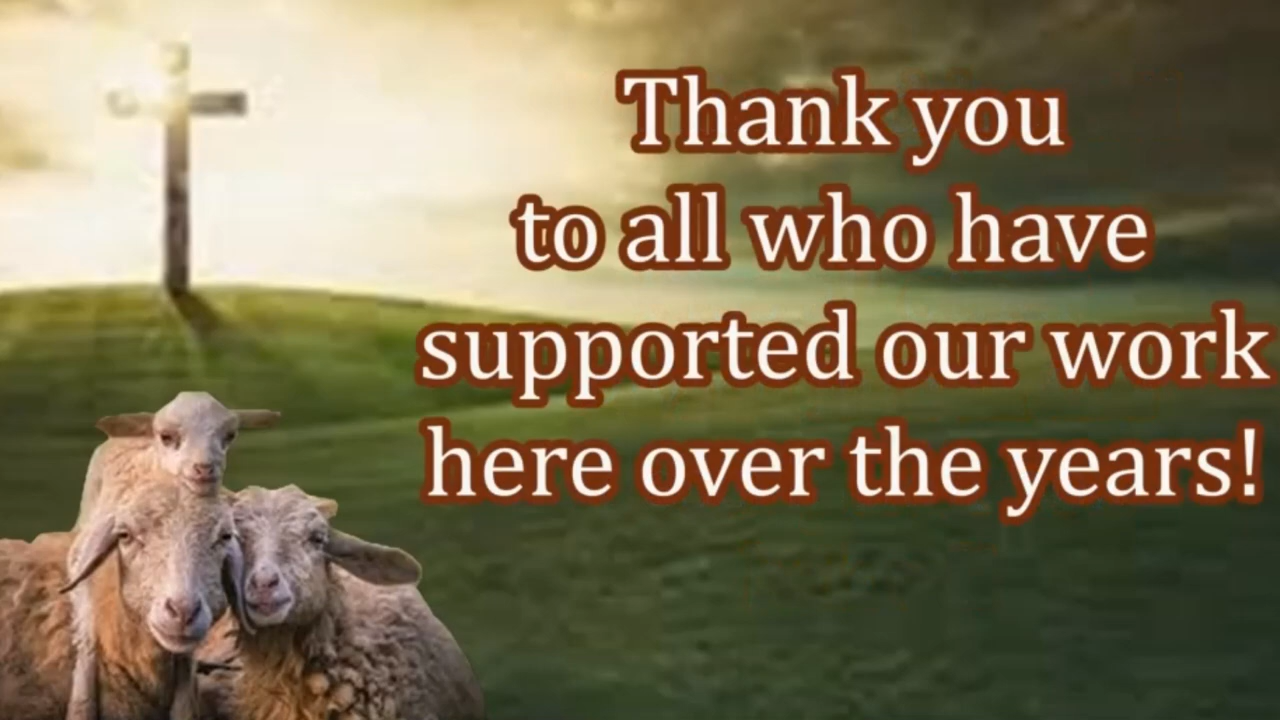 Thank you
to all who have
supported our work
here over the years!